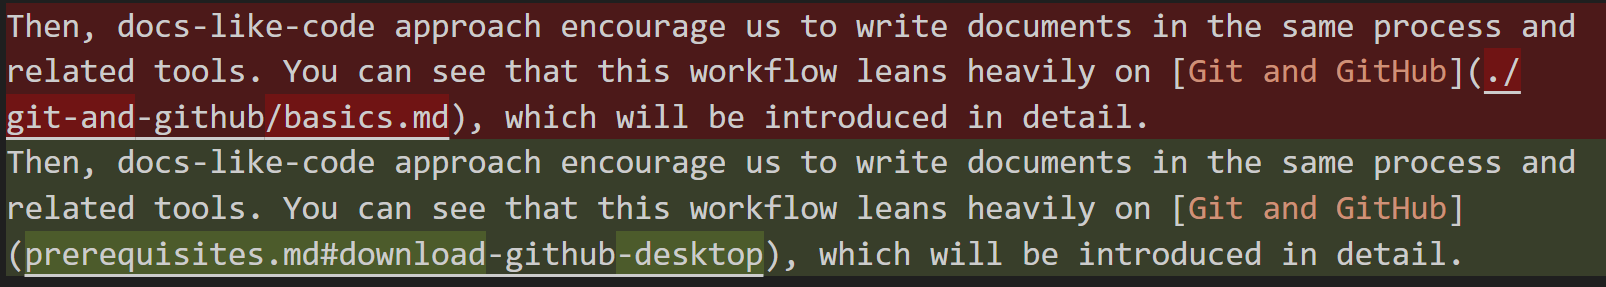 Then, docs-like-code approach encourage us to write documents in the same process and
related tools. You can see that this workflow leans heavily on [Git and GitHub](./
git-and-github/basics.md), which will be introduced in detail.
Then, docs-like-code approach encourage us to write documents in the same process and
related tools. You can see that this workflow leans heavily on [Git and GitHub]
(prerequisites.md#download-github-desktop), which will be introduced in detail.